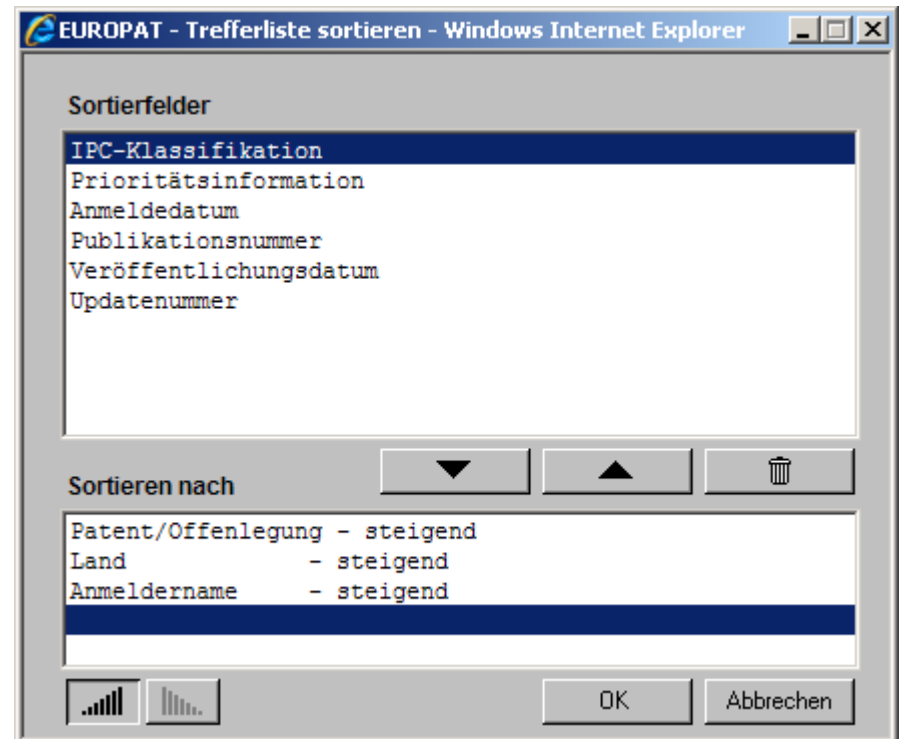 EUROPAT - Trefferliste sortieren - Windows Internet Explorer
Sortierfelder
IPC-Klassifikation
Prioritätsinformation
Anmeldedatum
Publikationsnummer
Veröffentlichungsdatum
Updatenummer
Sortieren nach
Patent/Offenlegung - steigend
Land - steigend
Anmeldername - steigend
OK Abbrechen